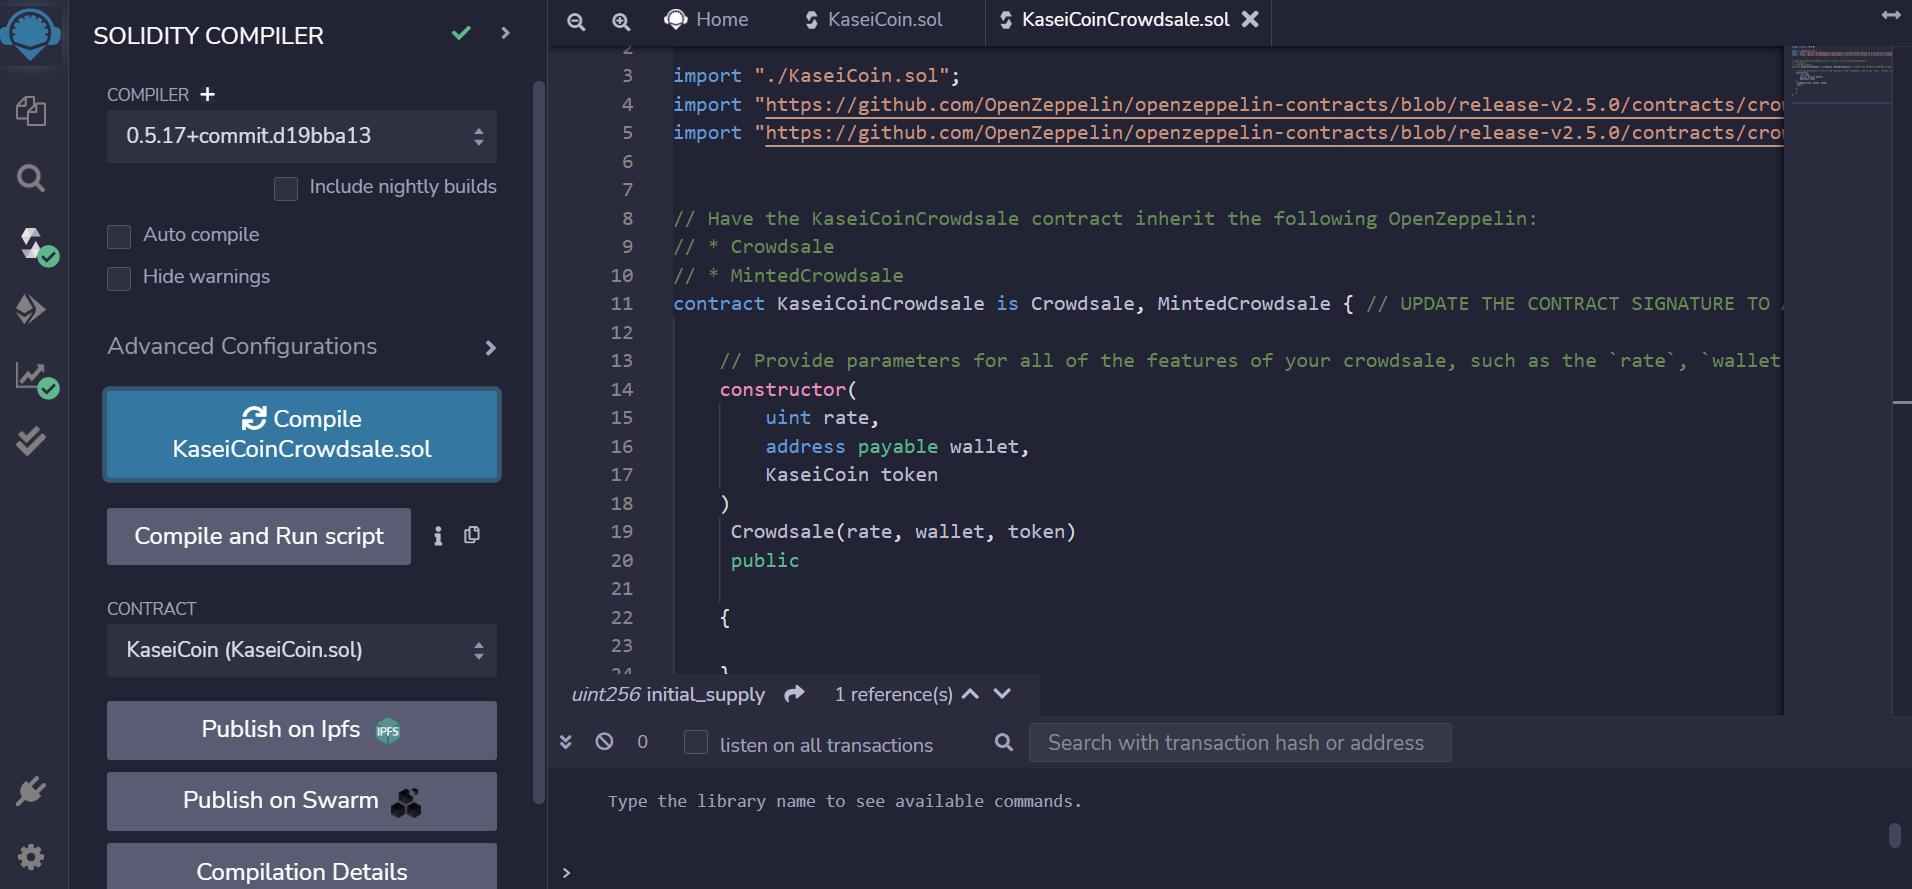 SOLIDITY COMPILER
COMPILER +
0.5.17+commit.d19bba13
Include nightly builds
Auto compile
Hide warnings
Advanced Configurations
Compile
KaseiCoinCrowdsale.sol
Compile and Run script
CONTRACT
KaseiCoin (KaseiCoin.sol)
Publish on Ipfs IPFS
Publish on Swarm
Compilation Details
Home KaseiCoin.sol KaseiCoinCrowdsale.sol
2
3 import "./KaseiCoin.sol";
4 import "https://github.com/OpenZeppelin/openzeppelin-contracts/blob/release-v2.5.0/contracts/cro
5 import "https://github.com/OpenZeppelin/openzeppelin-contracts/blob/release-v2.5.0/contracts/cro
6
7
8 // Have the KaseiCoinCrowdsale contract inherit the following OpenZeppelin:
9 // * Crowdsale
10 // * MintedCrowdsale
11 contract KaseiCoinCrowdsale is Crowdsale, MintedCrowdsale { // UPDATE THE CONTRACT SIGNATURE TO
12
13 // Provide parameters for all of the features of your crowdsale, such as the `rate`, `wallet
14 constructor(
15 uint rate,
16 address payable wallet,
17 KaseiCoin token
18 )
19 Crowdsale(rate, wallet, token)
20 public
21
22 {
23
24 }
uint256 initial_supply 1 reference(s)
0 listen on all transactions Search with transaction hash or address
Type the library name to see available commands.
>